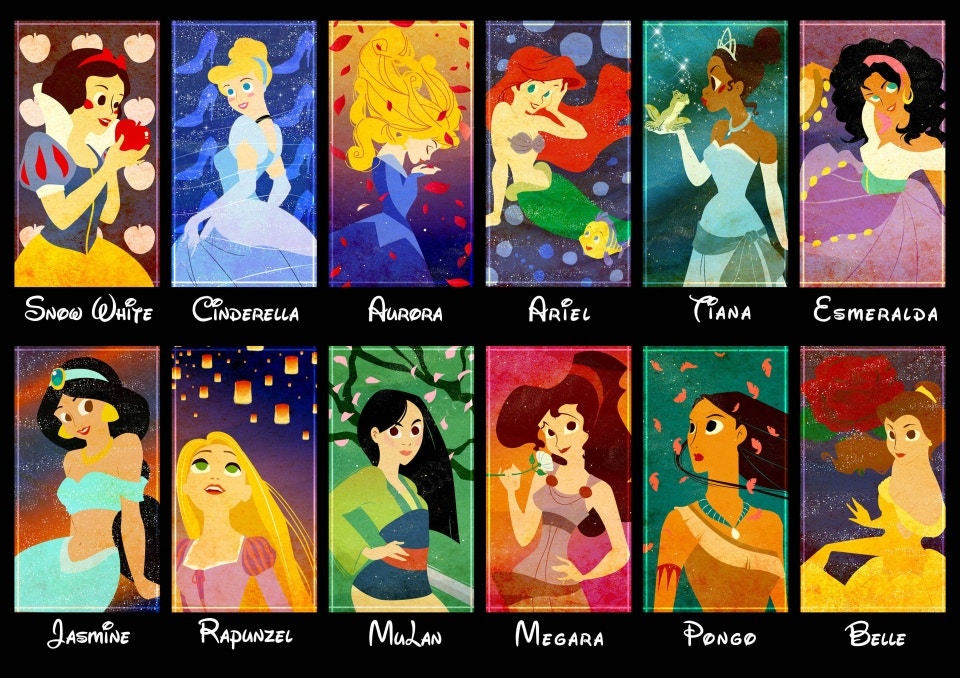 Snow White
Cinderella
Aurora
Ariel
Tiana
Esmeralda
Jasmine
Rapunzel
MuLan
Megara
Pongo
Belle